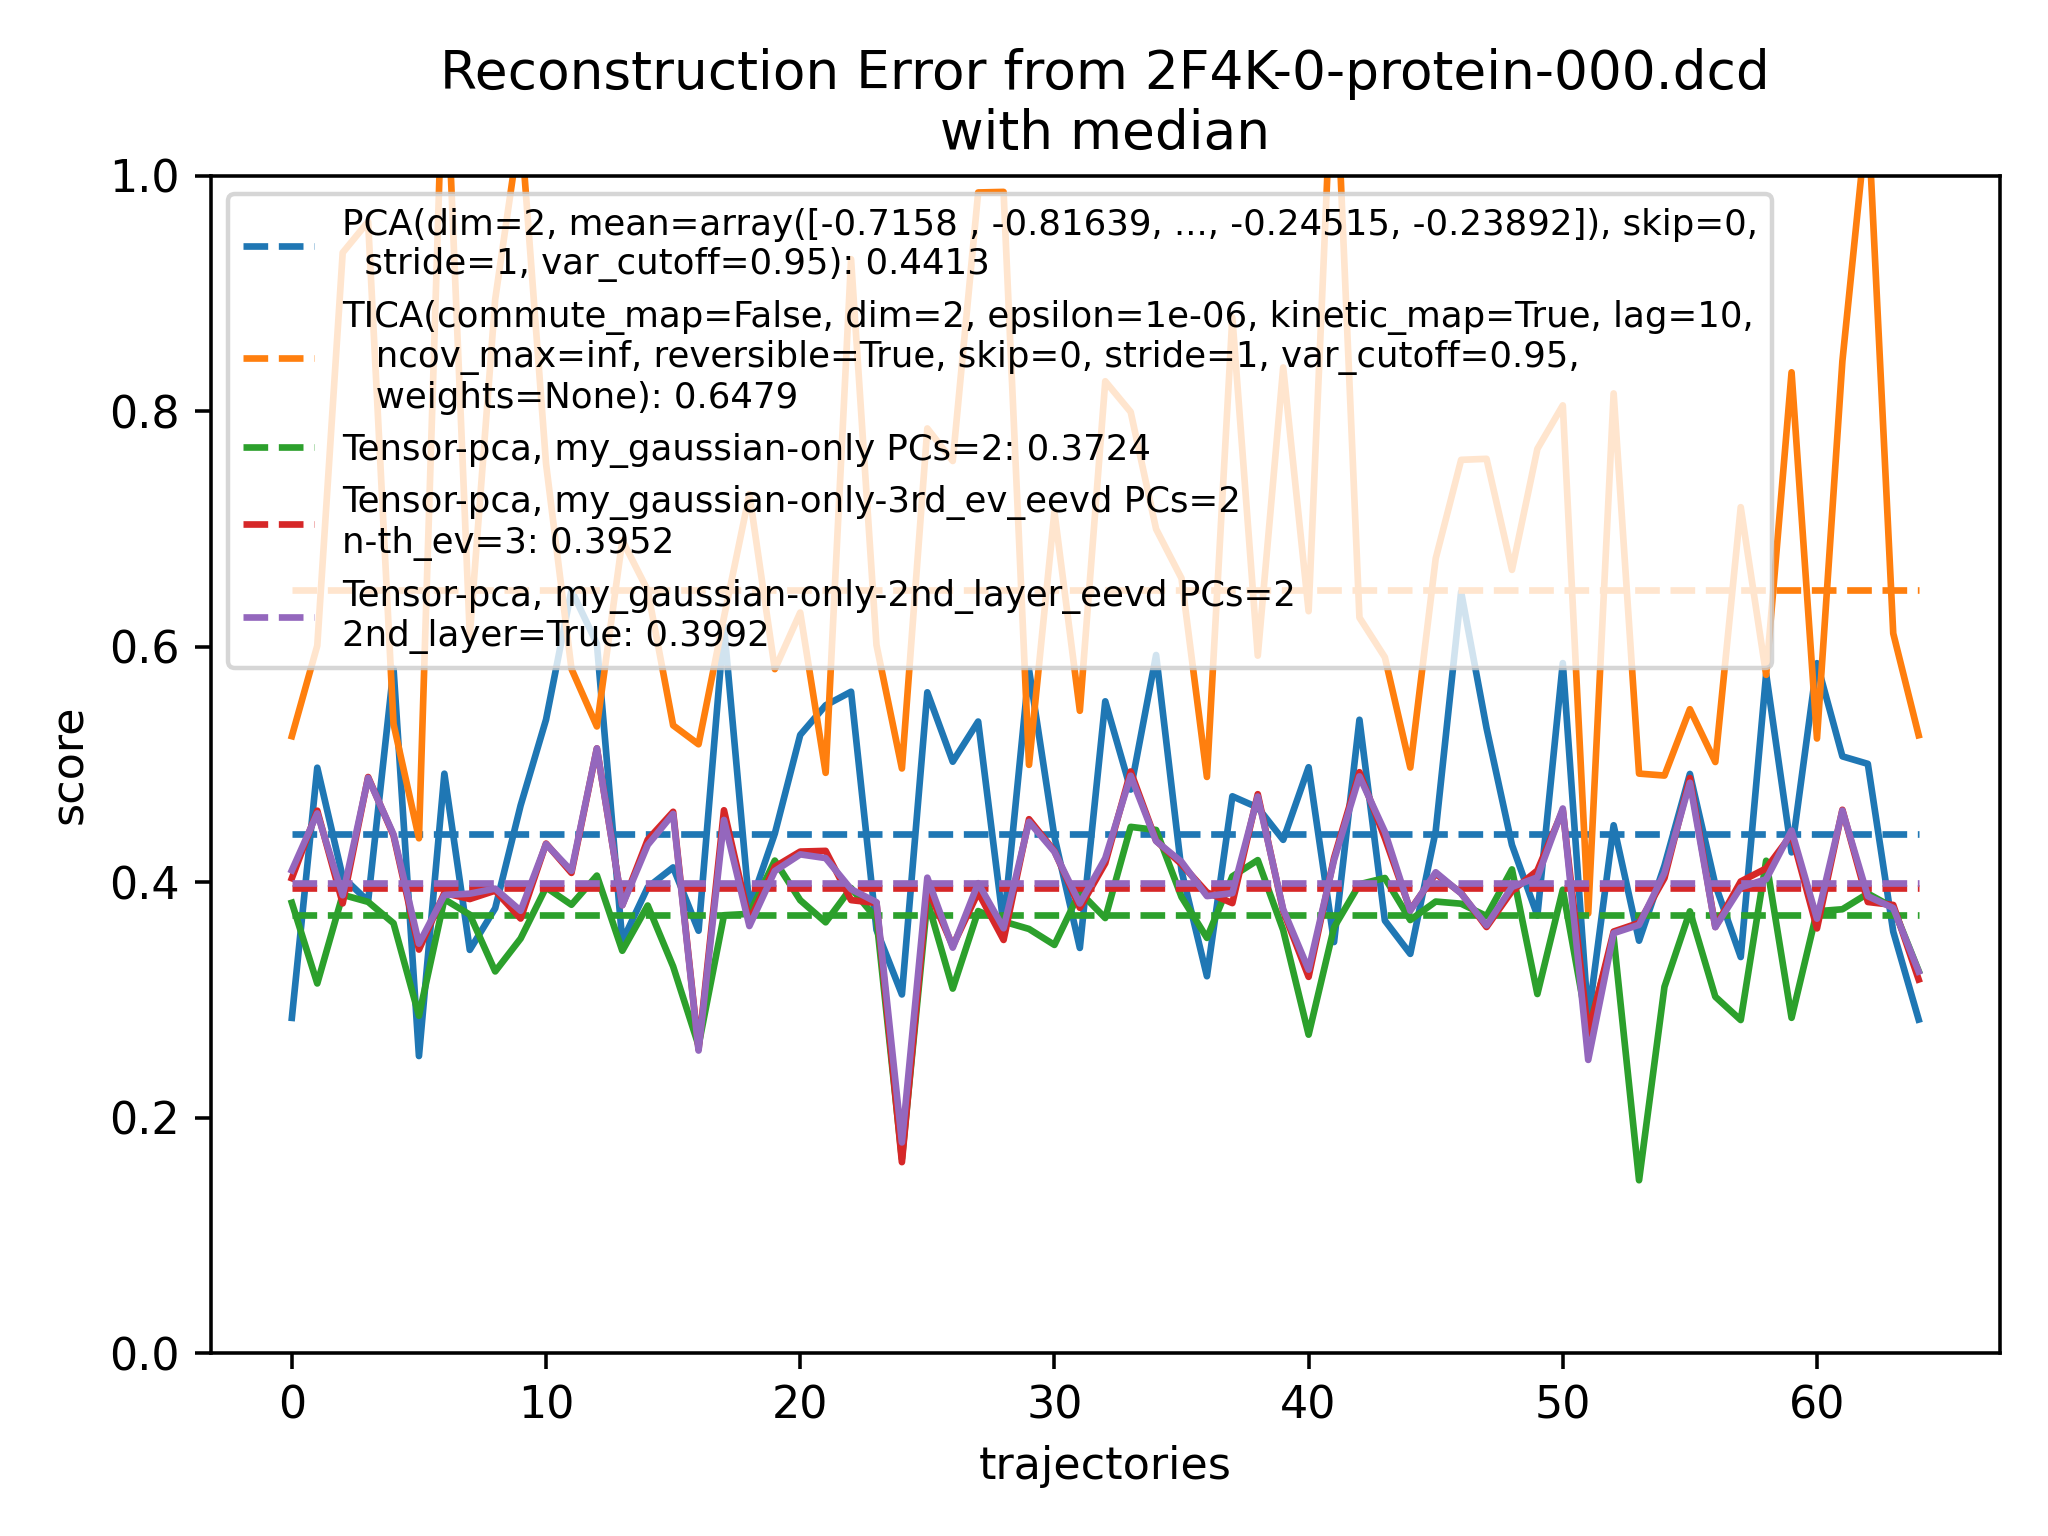 Reconstruction Error from 2F4K-0-protein-000.dcd
with median
1.0
0.8
0.6
0.4
0.2
0.0
score
PCA(dim=2, mean=array([-0.7158 , -0.81639, ..., -0.24515, -0.23892]), skip=0,
stride=1, var_cutoff=0.95): 0.4413
TICA(commute_map=False, dim=2, epsilon=1e-06, kinetic_map=True, lag=10,
ncov_max=inf, reversible=True, skip=0, stride=1, var_cutoff=0.95,
weights=None): 0.6479
Tensor-pca, my_gaussian-only PCs=2: 0.3724
Tensor-pca, my_gaussian-only-3rd_ev_eevd PCs=2
n-th_ev=3: 0.3952
Tensor-pca, my_gaussian-only-2nd_layer_eevd PCs=2
2nd_layer=True: 0.3992
0 10 20 30 40 50 60
trajectories